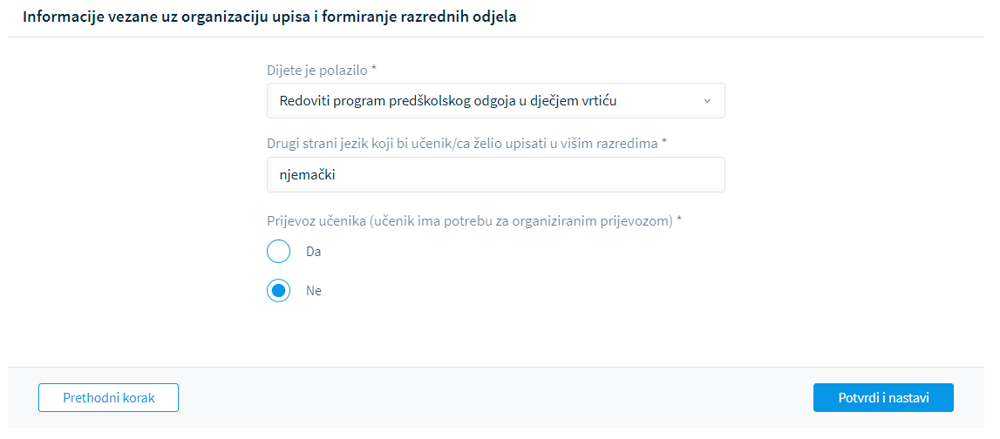 Informacije vezane uz organizaciju upisa i formiranje razrednih odjela
Dijete je polazilo *
Redoviti program predškolskog odgoja u dječjem vrtiću
Drugi strani jezik koji bi učenik/ca želio upisati u višim razredima *
njemački
Prijevoz učenika (učenik ima potrebu za organiziranim prijevozom) *
Da
Ne
Prethodni korak
Potvrdi i nastavi